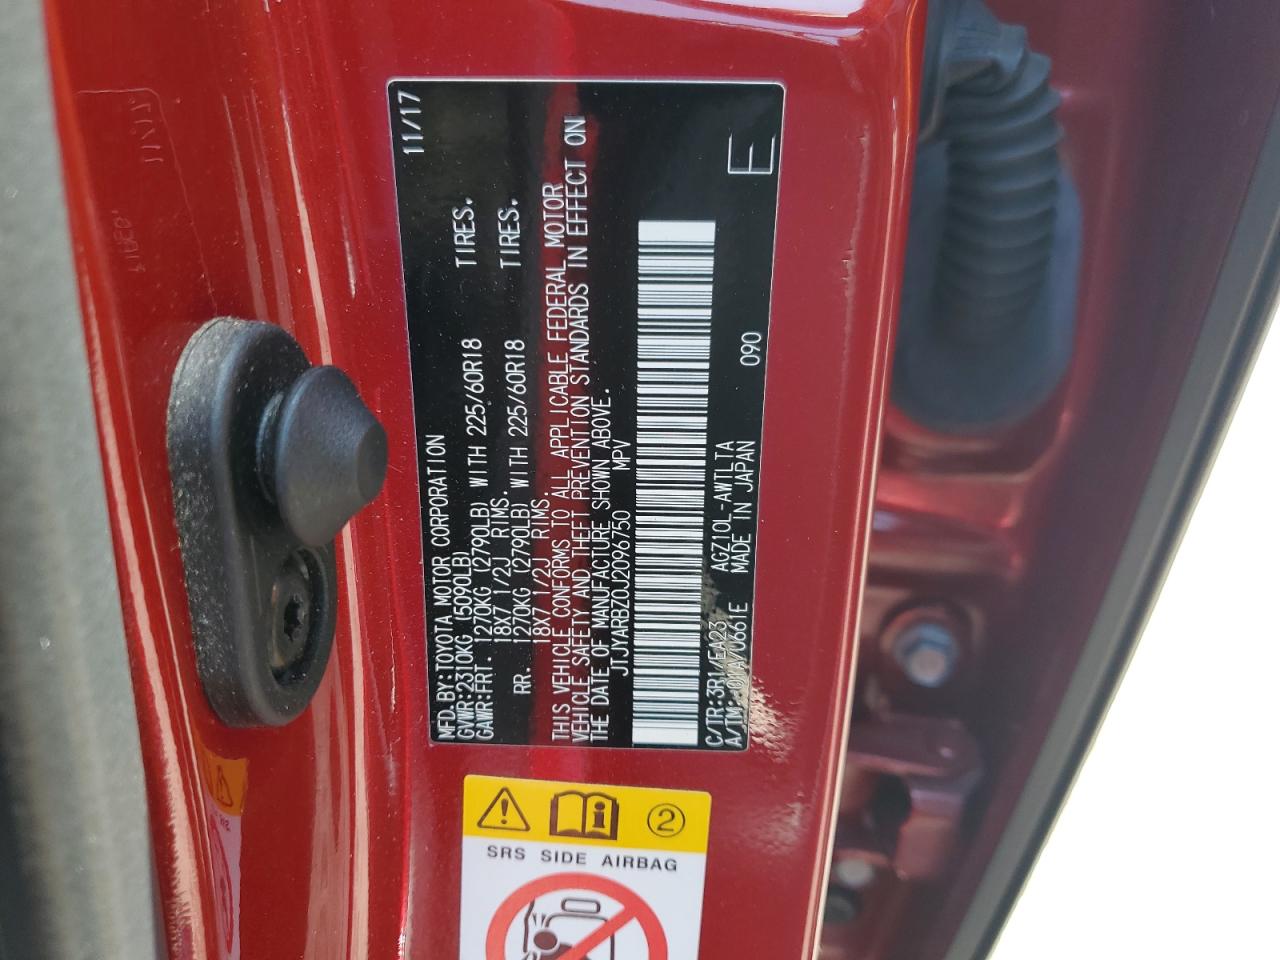 MFD.BY:TOYOTA MOTOR CORPORATION 11/17
GVWR:2310KG (5090LB)
GAWR:FRT. 1270KG (2790LB) WITH 225/60R18 TIRES.
18X7 1/2J RIMS.
RR. 1270KG (2790LB) WITH 225/60R18 TIRES.
18X7 1/2J RIMS.
THIS VEHICLE CONFORMS TO ALL APPLICABLE FEDERAL MOTOR
VEHICLE SAFETY AND THEFT PREVENTION STANDARDS IN EFFECT ON
THE DATE OF MANUFACTURE SHOWN ABOVE.
JTJYARBZ0J2096750 MPV
C/TR:3R1/EA23 AGZ10L-AWTLTA 090
MADE IN JAPAN
E
2
SRS SIDE AIRBAG